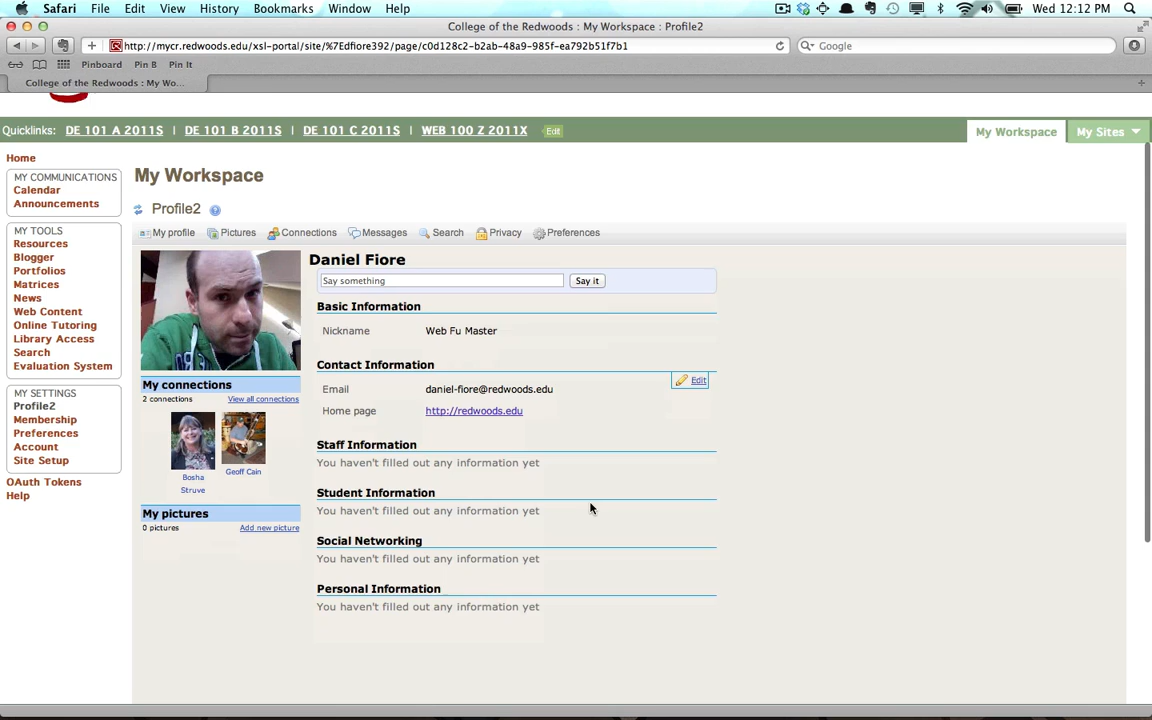 Safari File Edit View History Bookmarks Window Help Wed 12:12 PM
College of the Redwoods : My Workspace : Profile2
http://mycr.redwoods.edu/xsl-portal/site/%7Edfiore392/page/c0d128c2-b2ab-48a9-985f-ea792b51f7b1 Google
Pinboard Pin B Pin It
College of the Redwoods : My Wo...
Quicklinks: DE 101 A 2011S | DE 101 B 2011S | DE 101 C 2011S | WEB 100 Z 2011X Edit My Workspace My Sites
Home
MY COMMUNICATIONS
Calendar
Announcements
MY TOOLS
Resources
Blogger
Portfolios
Matrices
News
Web Content
Online Tutoring
Library Access
Search
Evaluation System
MY SETTINGS
Profile2
Membership
Preferences
Account
Site Setup
OAuth Tokens
Help
My Workspace
Profile2 ?
My profile Pictures Connections Messages Search Privacy Preferences
My connections
2 connections View all connections
Bosha
Struve
Geoff Cain
My pictures
0 pictures Add new picture
Daniel Fiore
Say something Say it
Basic Information
Nickname Web Fu Master
Contact Information
Edit
Email daniel-fiore@redwoods.edu
Home page http://redwoods.edu
Staff Information
You haven't filled out any information yet
Student Information
You haven't filled out any information yet
Social Networking
You haven't filled out any information yet
Personal Information
You haven't filled out any information yet